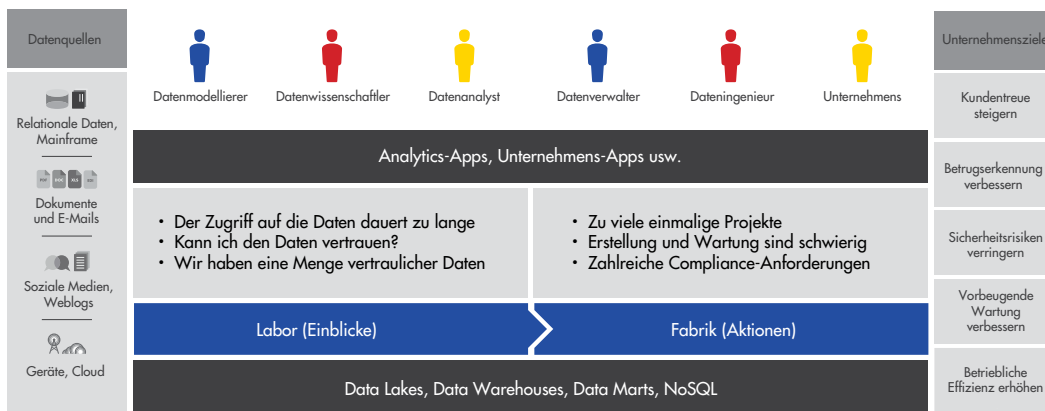 Datenquellen
Relationale Daten,
Mainframe
PDF
DOC
XLS
Dokumente
und E-Mails
Soziale Medien,
Weblogs
Geräte, Cloud
Datenmodellierer
Datenwissenschaftler
Datenanalyst
Datenverwalter
Dateningenieur
Unternehmens
Analytics-Apps, Unternehmens-Apps usw.
• Der Zugriff auf die Daten dauert zu lange
• Kann ich den Daten vertrauen?
• Wir haben eine Menge vertraulicher Daten
• Zu viele einmalige Projekte
• Erstellung und Wartung sind schwierig
• Zahlreiche Compliance-Anforderungen
Labor (Einblicke)
Fabrik (Aktionen)
Data Lakes, Data Warehouses, Data Marts, NoSQL
Unternehmensziele
Kundentreue
steigern
Betrugserkennung
verbessern
Sicherheitsrisiken
verringern
Vorbeugende
Wartung
verbessern
Betriebliche
Effizienz erhöhen